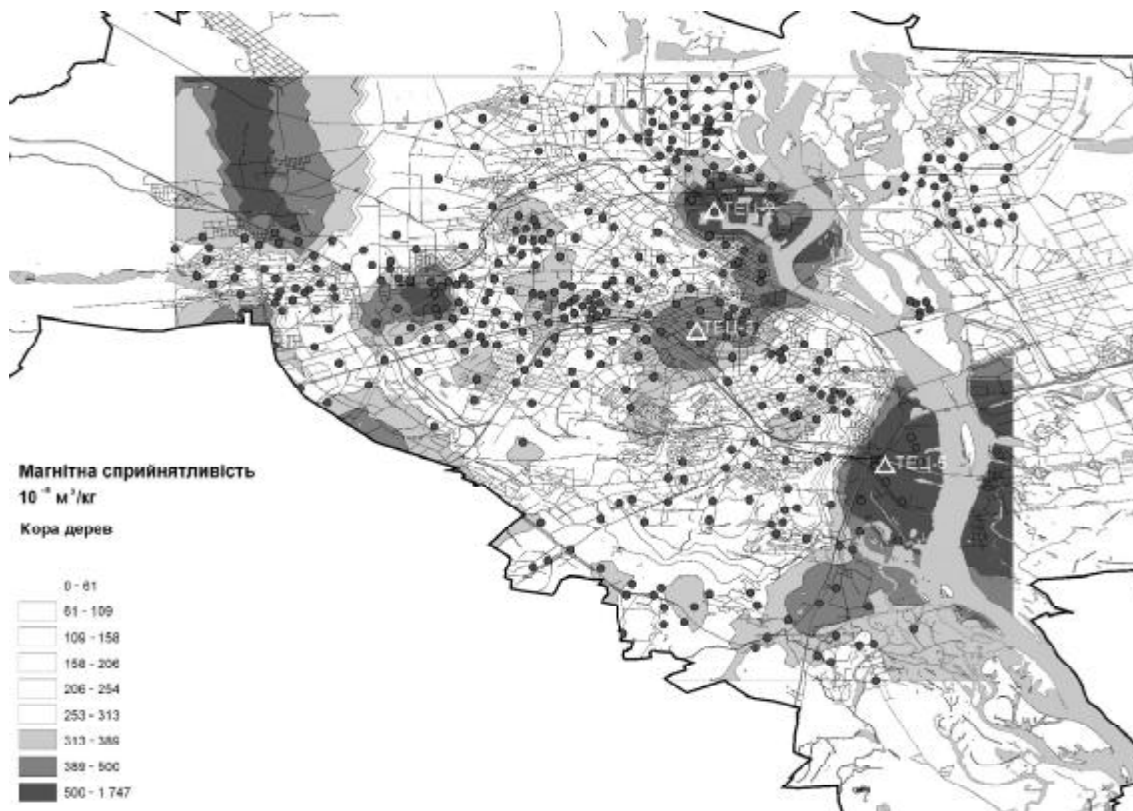 ТЕЦ-3
ТЕЦ-5
Магнітна сприйнятливість
10⁻⁸ м³/кг
Кора дерев
0 - 61
61 - 109
109 - 158
158 - 206
206 - 254
253 - 313
313 - 389
389 - 500
500 - 1 747